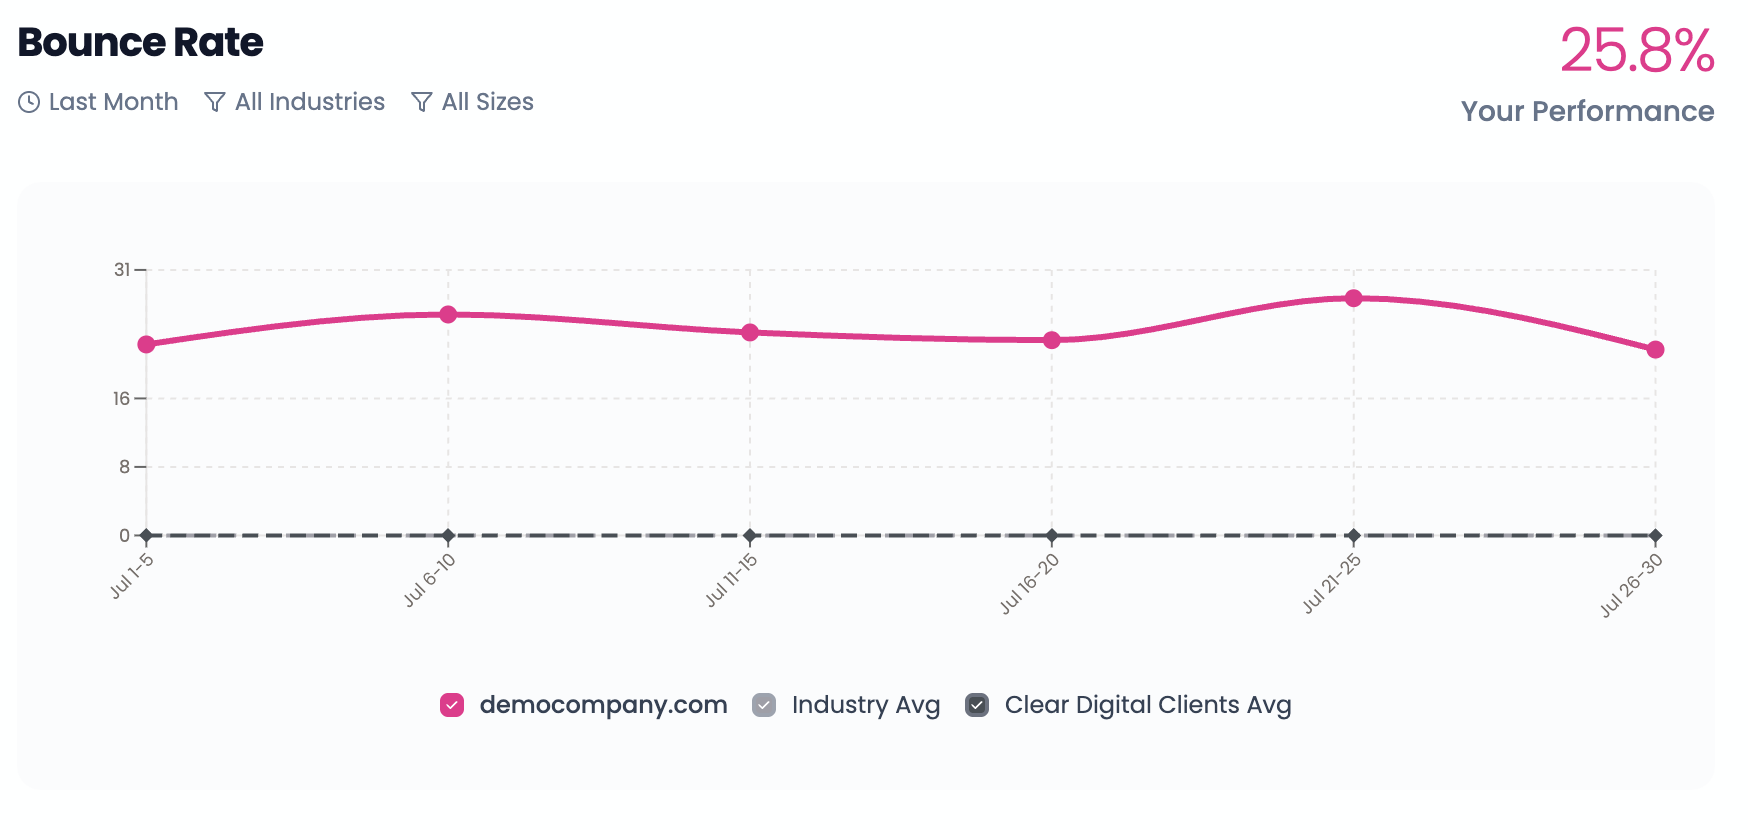 Bounce Rate
25.8%
Last Month All Industries All Sizes
Your Performance
31
16
8
0
Jul 1-5 Jul 6-10 Jul 11-15 Jul 16-20 Jul 21-25 Jul 26-30
democompany.com Industry Avg Clear Digital Clients Avg